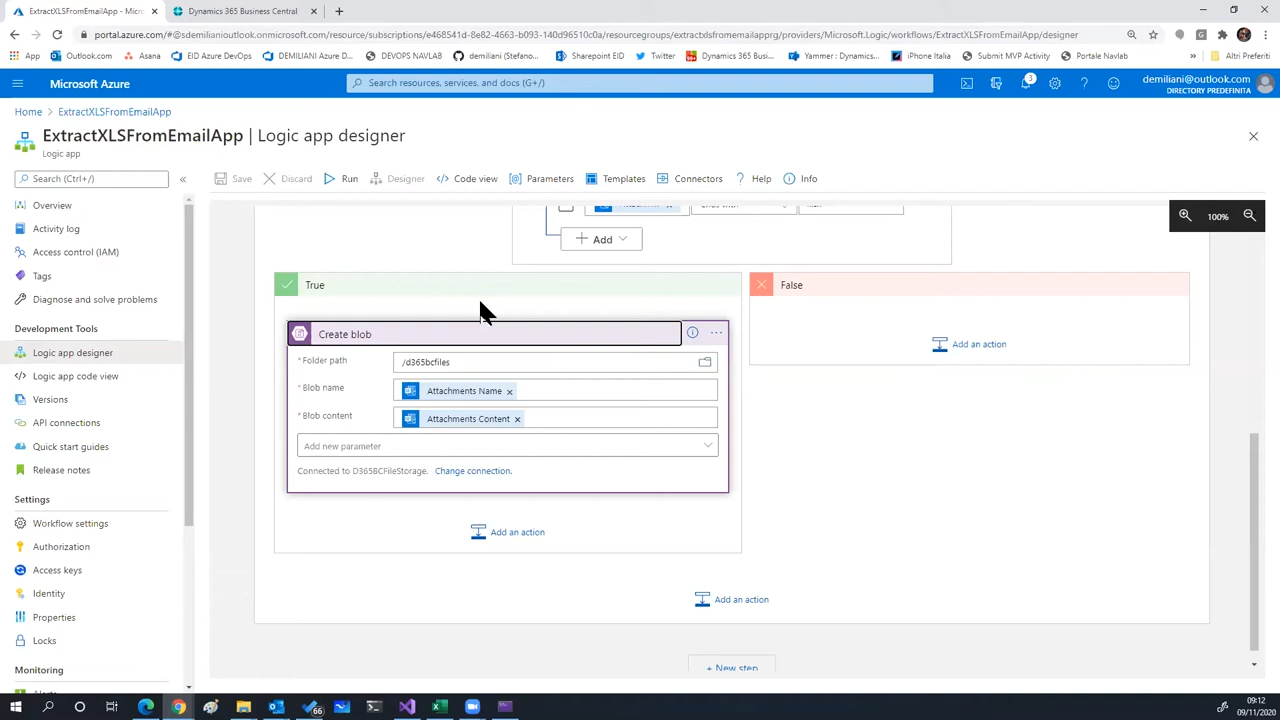 ExtractXLSFromEmailApp - Micros
Dynamics 365 Business Central
portal.azure.com/#@sdemilianioutlookonmicrosoft.com/resource/subscriptions/e468541d-8e82-4663-b093-140d96510c0a/resourcegroups/extractxlsfromemailapprg/providers/Microsoft.Logic/workflows/ExtractXLSFromEmailApp/designer
App
Outlook.com
Asana
EID Azure DevOps
DEMILIANI Azure D...
DEVOPS NAVLAB
demiliani (Stefano...
Sharepoint EID
Twitter
Dynamics 365 Busi...
Yammer : Dynamics...
iPhone Italia
Submit MVP Activity
Portale Navlab
Altri Preferiti
Microsoft Azure
Search resources, services, and docs (G+/)
3
demiliani@outlook.com
DIRECTORY PREDEFINITA
Home > ExtractXLSFromEmailApp
ExtractXLSFromEmailApp | Logic app designer
Logic app
Search (Ctrl+/)
Save
Discard
Run
Designer
Code view
Parameters
Templates
Connectors
Help
Info
Overview
Activity log
Access control (IAM)
Tags
Diagnose and solve problems
Development Tools
Logic app designer
Logic app code view
Versions
API connections
Quick start guides
Release notes
Settings
Workflow settings
Authorization
Access keys
Identity
Properties
Locks
Monitoring
100%
Add
True
False
Create blob
Add an action
* Folder path
/d365bcfiles
* Blob name
Attachments Name
* Blob content
Attachments Content
Add new parameter
Connected to D365BCFileStorage. Change connection.
Add an action
Add an action
+ New step
66
09:12
09/11/2020